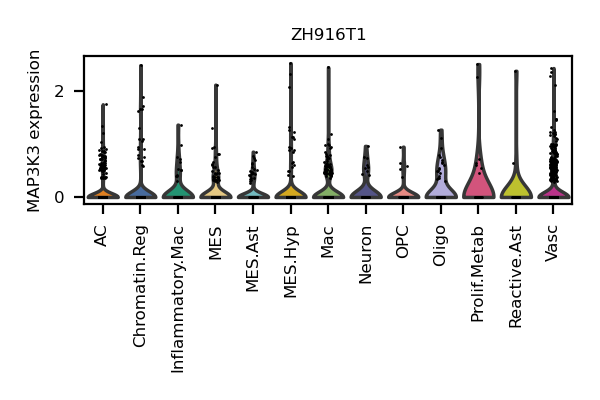 ZH916T1
MAP3K3 expression
2
0
AC
Chromatin.Reg
Inflammatory.Mac
MES
MES.Ast
MES.Hyp
Mac
Neuron
OPC
Oligo
Prolif.Metab
Reactive.Ast
Vasc